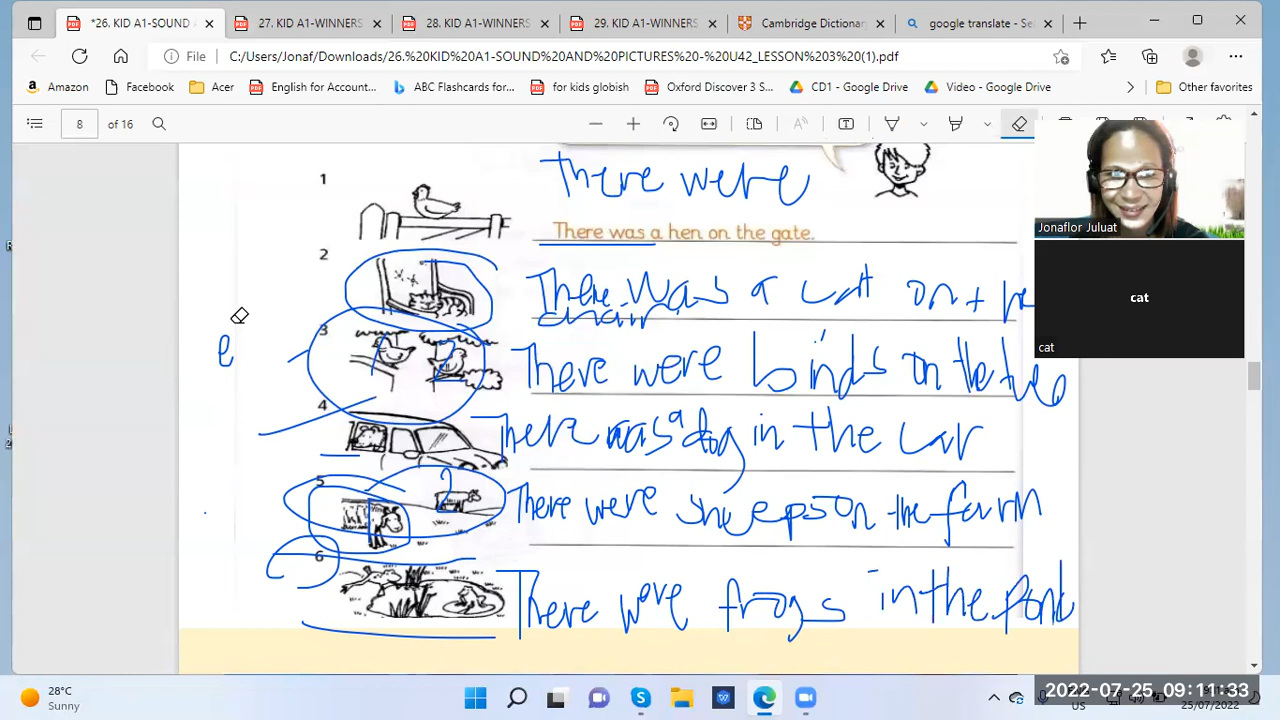 *26. KID A1-SOUND
27. KID A1-WINNERS
28. KID A1-WINNERS
29. KID A1-WINNERS
Cambridge Dictionary
google translate - Se
File
C:/Users/Jonaf/Downloads/26.%20KID%20A1-SOUND%20AND%20PICTURES%20-%20U42_LESSON%203%20(1).pdf
Amazon
Facebook
Acer
English for Account...
ABC Flashcards for...
for kids globish
Oxford Discover 3 S...
CD1 - Google Drive
Video - Google Drive
Other favorites
8 of 16
Jonaflor Juluat
cat
cat
There were
1
There was a hen on the gate.
2
There was a cat on the
chair
3
1 2
e
There were birds on the tree
4
There was a dog in the car
5
2
There were sheeps on the farm
6
There were frogs in the pond
28°C
Sunny
US
25/07/2022
2022-07-25, 09:11:33